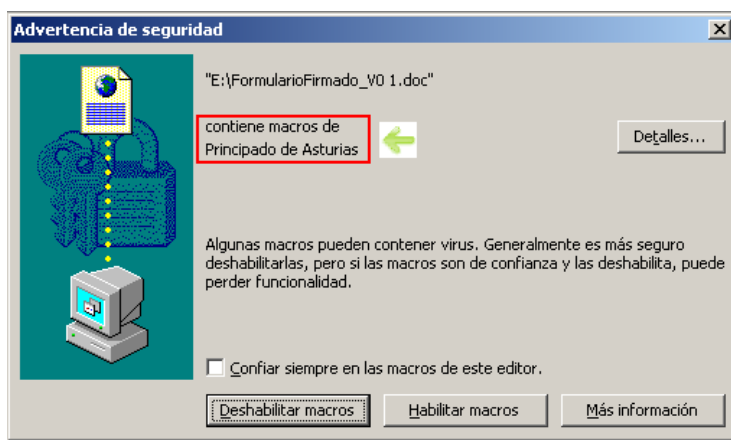 Advertencia de seguridad
"E:\FormularioFirmado_V0 1.doc"
contiene macros de
Principado de Asturias
Detalles...
Algunas macros pueden contener virus. Generalmente es más seguro
deshabilitarlas, pero si las macros son de confianza y las deshabilita, puede
perder funcionalidad.
Confiar siempre en las macros de este editor.
Deshabilitar macros
Habilitar macros
Más información